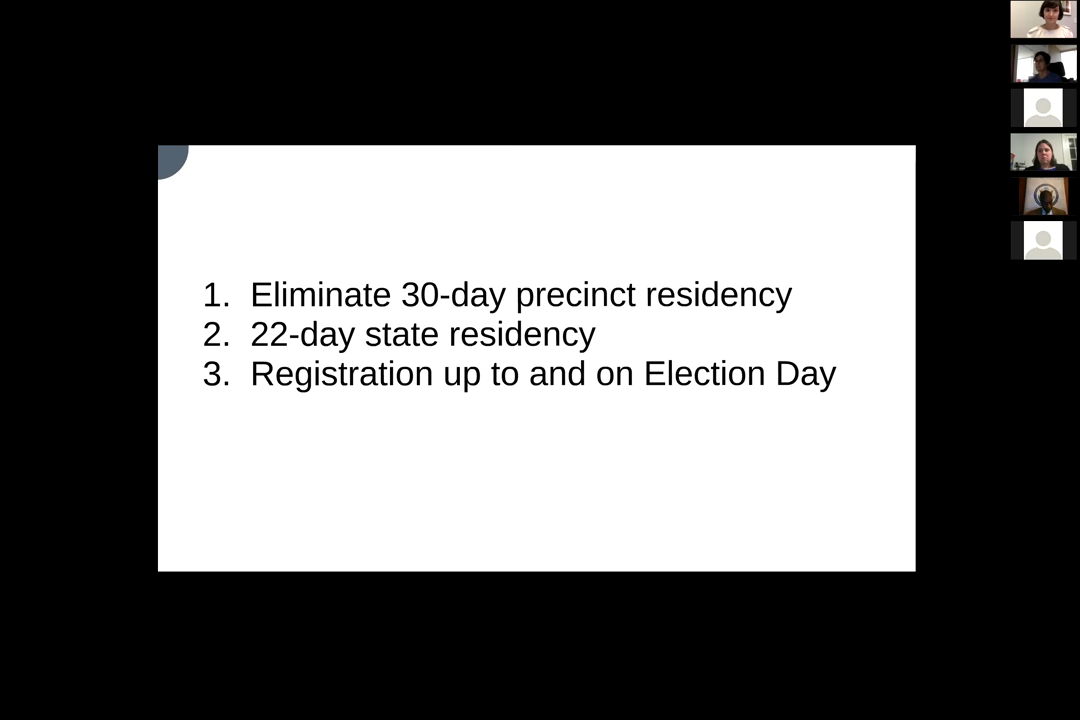 1. Eliminate 30-day precinct residency
2. 22-day state residency
3. Registration up to and on Election Day